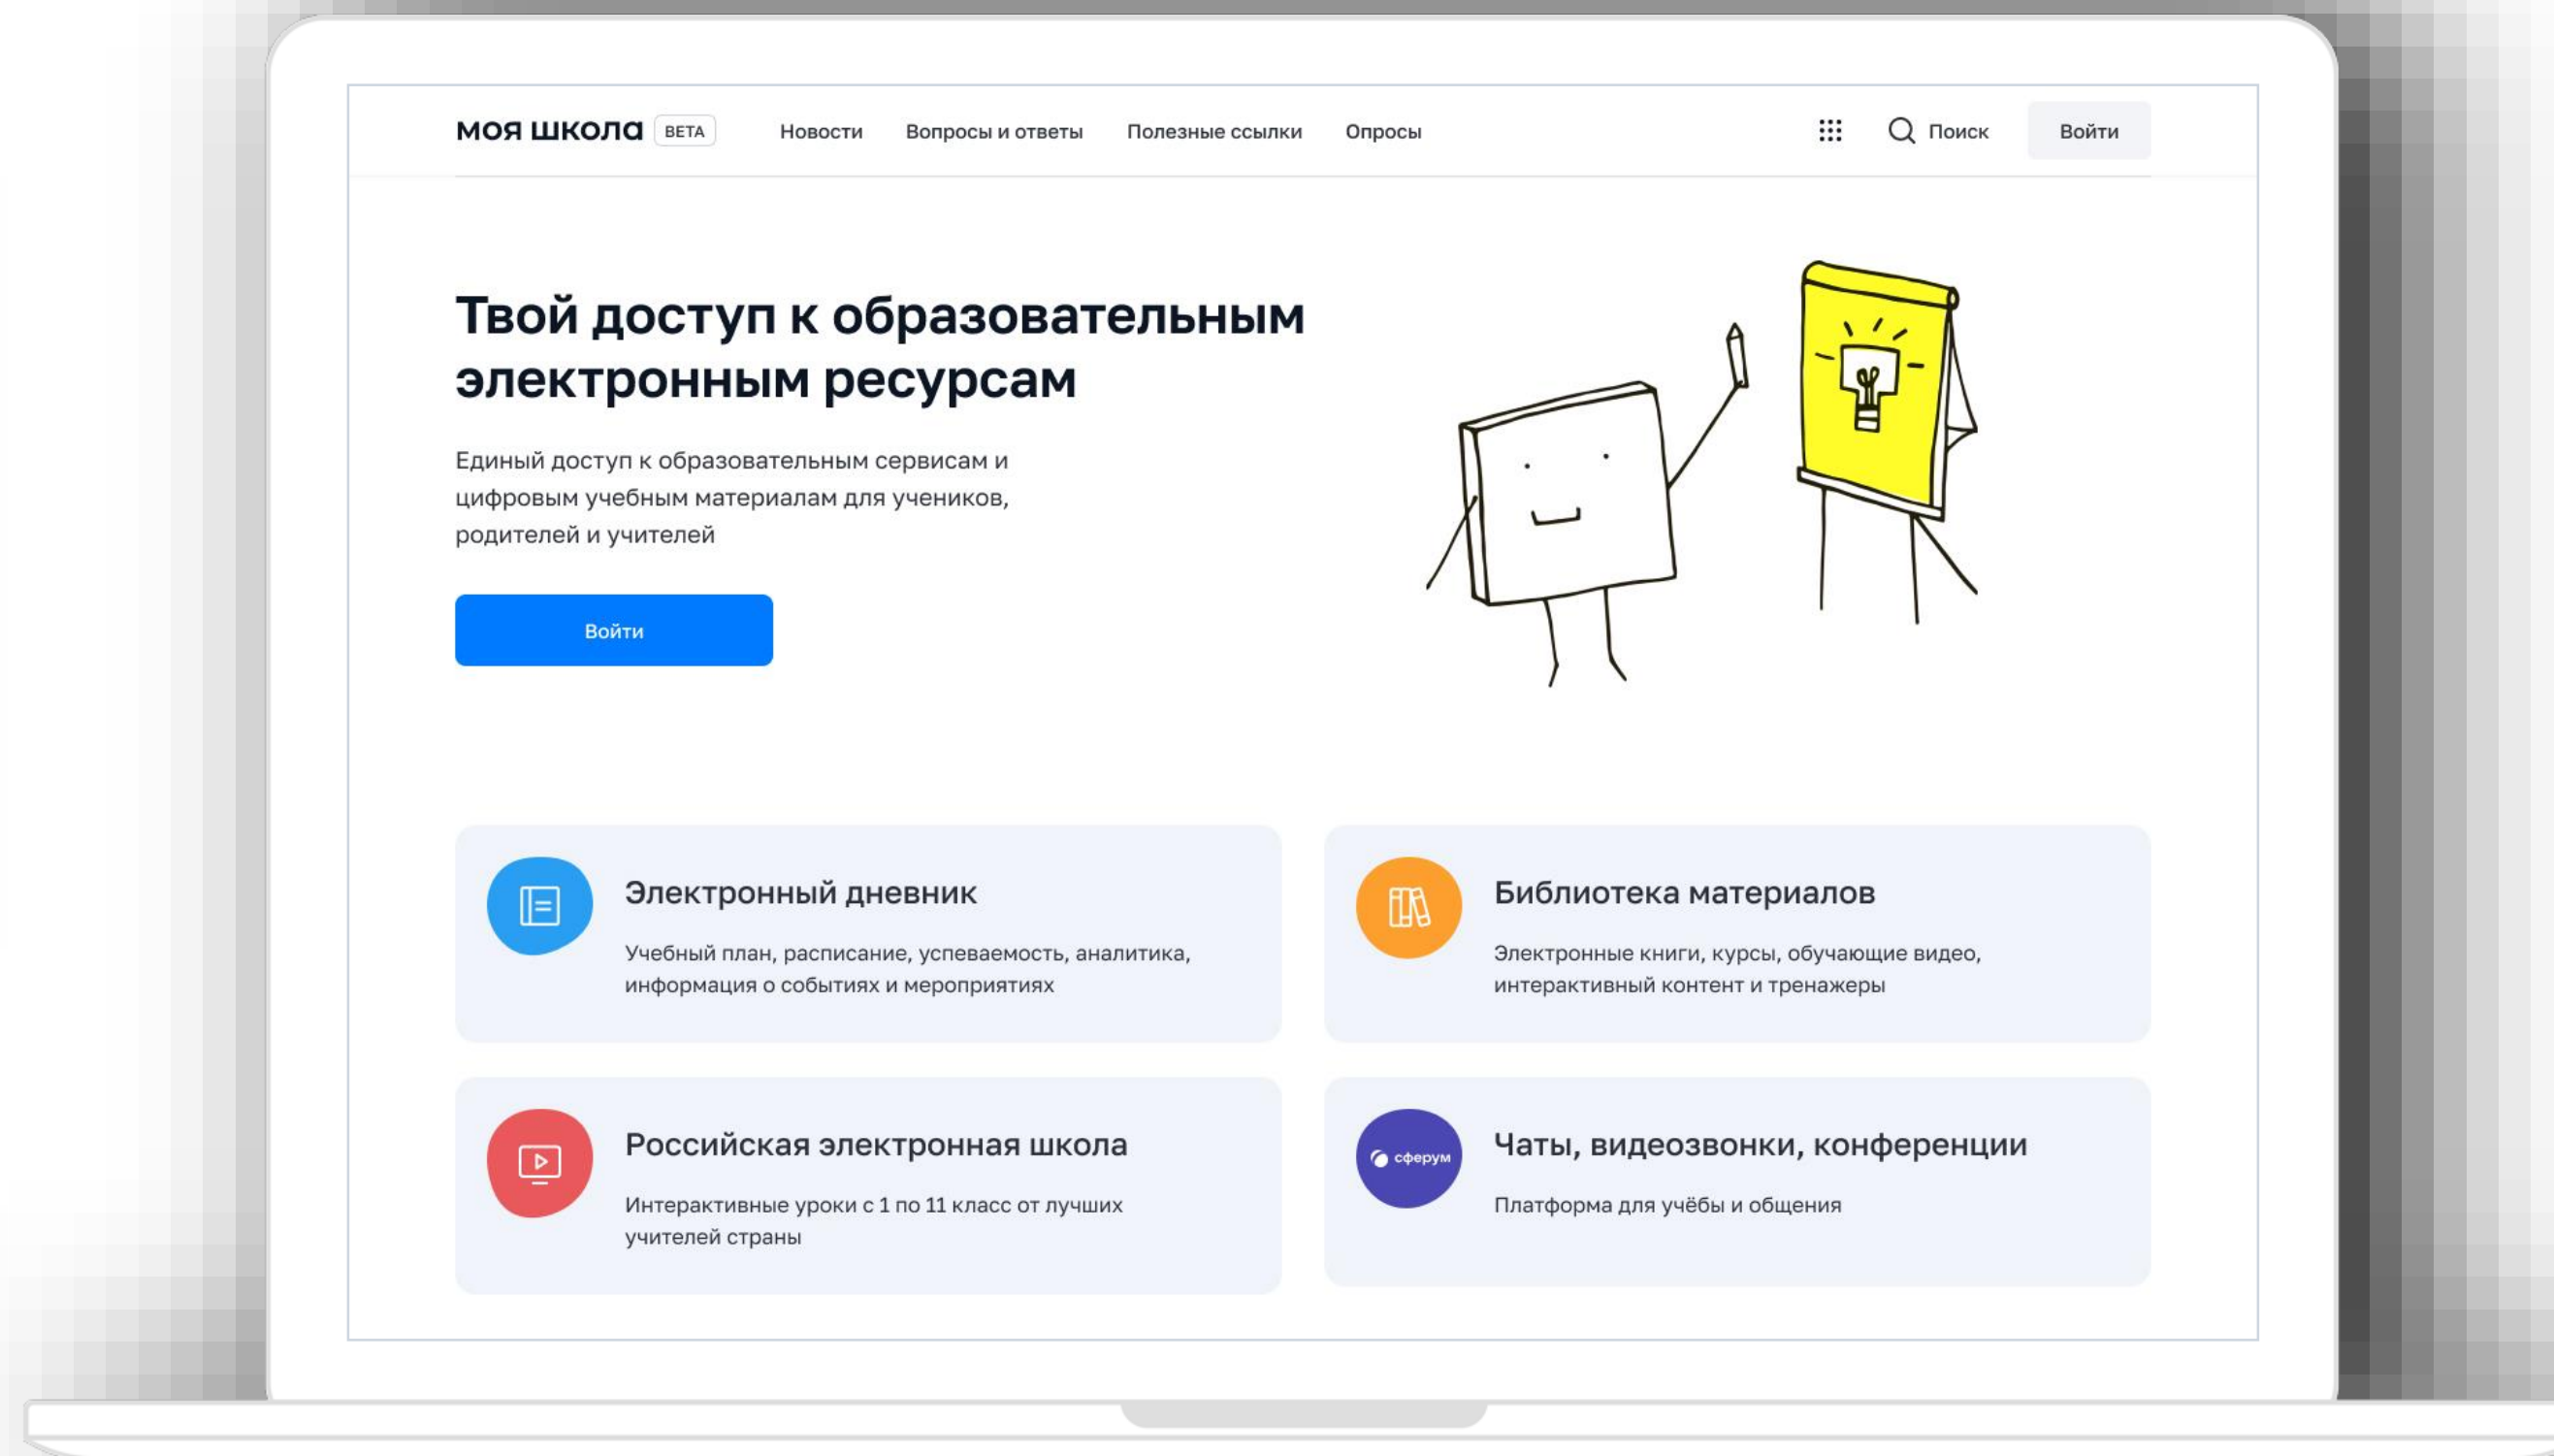 моя школа BETA Новости Вопросы и ответы Полезные ссылки Опросы Поиск Войти
Твой доступ к образовательным
электронным ресурсам
Единый доступ к образовательным сервисам и
цифровым учебным материалам для учеников,
родителей и учителей
Войти
Электронный дневник
Учебный план, расписание, успеваемость, аналитика,
информация о событиях и мероприятиях
Библиотека материалов
Электронные книги, курсы, обучающие видео,
интерактивный контент и тренажеры
Российская электронная школа
Интерактивные уроки с 1 по 11 класс от лучших
учителей страны
сферум
Чаты, видеозвонки, конференции
Платформа для учёбы и общения